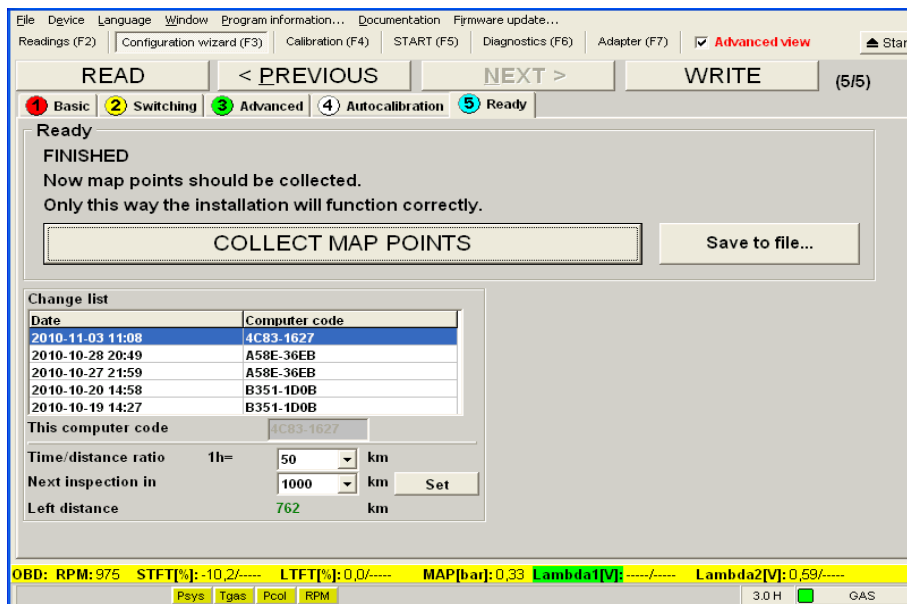 File Device Language Window Program information... Documentation Firmware update...
Readings (F2) Configuration wizard (F3) Calibration (F4) START (F5) Diagnostics (F6) Adapter (F7) Advanced view Star
READ < PREVIOUS NEXT > WRITE (5/5)
1 Basic 2 Switching 3 Advanced 4 Autocalibration 5 Ready
Ready
FINISHED
Now map points should be collected.
Only this way the installation will function correctly.
COLLECT MAP POINTS Save to file...
Change list
Date Computer code
2010-11-03 11:08 4C83-1627
2010-10-28 20:49 A58E-36EB
2010-10-27 21:59 A58E-36EB
2010-10-20 14:58 B351-1D0B
2010-10-19 14:27 B351-1D0B
This computer code 4C83-1627
Time/distance ratio 1h= 50 km
Next inspection in 1000 km Set
Left distance 762 km
OBD: RPM: 975 STFT[%]: -10,2/----- LTFT[%]: 0,0/----- MAP[bar]: 0,33 Lambda1[V]: -----/----- Lambda2[V]: 0,59/-----
Psys Tgas Pcol RPM 3.0 H GAS